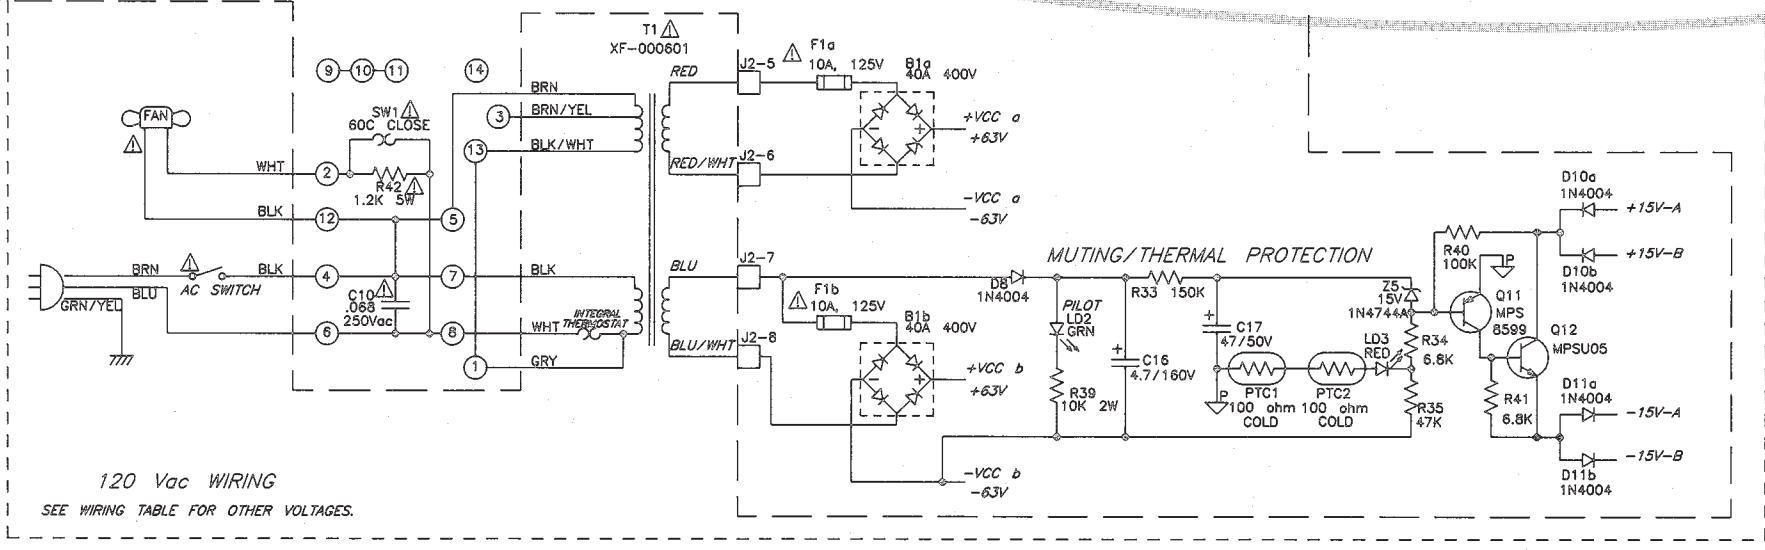 T1
XF-000601
9 10 11
14
BRN
3
BRN/YEL
13
BLK/WHT
FAN
SW1
60C CLOSE
WHT
2
R42
1.2K 5W
BLK
12
5
BRN
AC SWITCH
BLK
4
7
BLK
BLU
GRN/YEL
C10
.068
250Vac
6
8
WHT
INTEGRAL
THERMOSTAT
1
GRY
120 Vac WIRING
SEE WIRING TABLE FOR OTHER VOLTAGES.
RED
J2-5
F1a
10A, 125V
B1a
40A 400V
+VCC a
+63V
RED/WHT
J2-6
-VCC a
-63V
BLU
J2-7
F1b
10A, 125V
B1b
40A 400V
+VCC b
+63V
BLU/WHT
J2-8
-VCC b
-63V
MUTING/THERMAL PROTECTION
D8
1N4004
PILOT
LD2
GRN
R39
10K 2W
C16
4.7/160V
R33 150K
C17
47/50V
P
PTC1
100 ohm
COLD
PTC2
100 ohm
COLD
LD3
RED
Z5
15V
1N4744A
R34
6.8K
R35
47K
R40
100K
P
Q11
MPS
8599
Q12
MPSU05
R41
6.8K
D10a
1N4004
+15V-A
+15V-B
D10b
1N4004
D11a
1N4004
-15V-A
-15V-B
D11b
1N4004